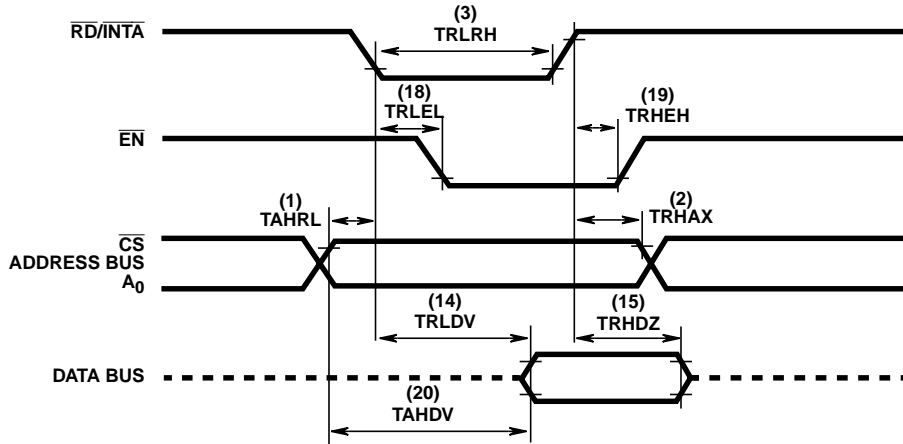 (3)
RD/INTA
TRLRH
(18)
TRLEL
(19)
TRHEH
EN
(1)
TAHRL
(2)
TRHAX
CS
ADDRESS BUS
A0
(14)
TRLDV
(15)
TRHDZ
DATA BUS
(20)
TAHDV